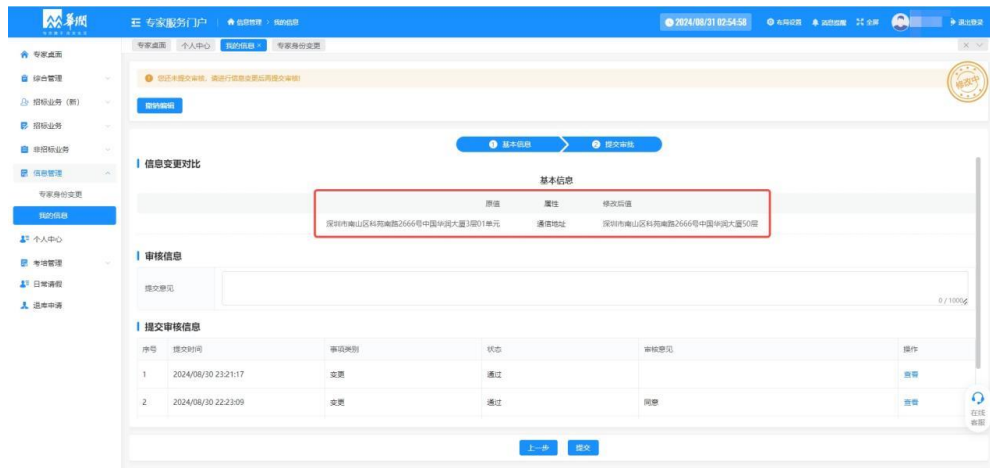 華潤
专家服务门户
信息管理 > 我的信息
2024/08/31 02:54:58
布局设置
消息提醒
全屏
退出登录
专家桌面
个人中心
我的信息 ×
专家身份变更
专家桌面
综合管理
招标业务（新）
招标业务
非招标业务
信息管理
专家身份变更
我的信息
个人中心
考培管理
日常请假
退库申请
您还未提交审核，请进行信息变更后再提交审核!
修改中
撤销编辑
1 基本信息
2 提交审批
信息变更对比
基本信息
原值 属性 修改后值
深圳市南山区科苑南路2666号中国华润大厦3层01单元 通信地址 深圳市南山区科苑南路2666号中国华润大厦50层
审核信息
提交意见
0 / 1000
提交审核信息
序号 提交时间 事项类别 状态 审核意见 操作
1 2024/08/30 23:21:17 变更 通过 查看
2 2024/08/30 22:23:09 变更 通过 同意 查看
在线
客服
上一步 提交